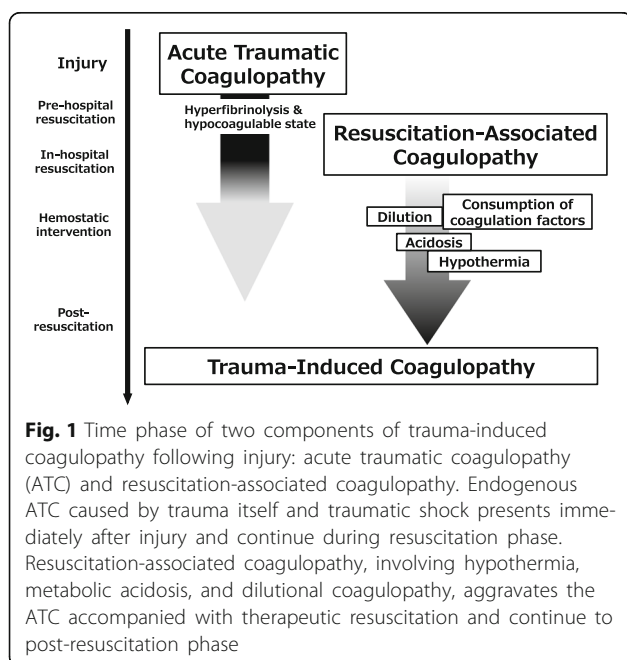 Injury
Pre-hospital
resuscitation
In-hospital
resuscitation
Hemostatic
intervention
Post-
resuscitation
Acute Traumatic
Coagulopathy
Hyperfibrinolysis &
hypocoagulable state
Resuscitation-Associated
Coagulopathy
Dilution
Consumption of
coagulation factors
Acidosis
Hypothermia
Trauma-Induced Coagulopathy
Fig. 1 Time phase of two components of trauma-induced
coagulopathy following injury: acute traumatic coagulopathy
(ATC) and resuscitation-associated coagulopathy. Endogenous
ATC caused by trauma itself and traumatic shock presents imme-
diately after injury and continue during resuscitation phase.
Resuscitation-associated coagulopathy, involving hypothermia,
metabolic acidosis, and dilutional coagulopathy, aggravates the
ATC accompanied with therapeutic resuscitation and continue to
post-resuscitation phase